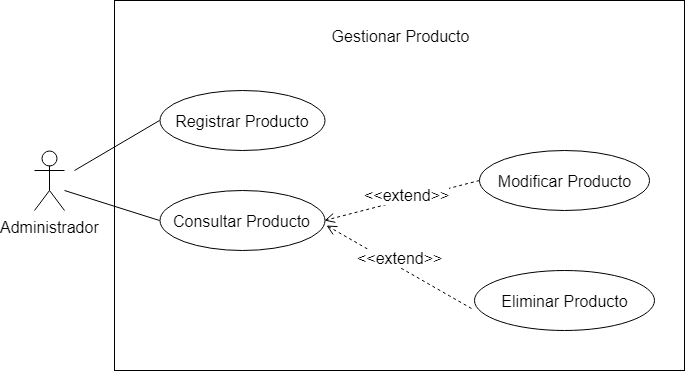 Gestionar Producto
Registrar Producto
Administrador
Consultar Producto
<<extend>>
Modificar Producto
<<extend>>
Eliminar Producto